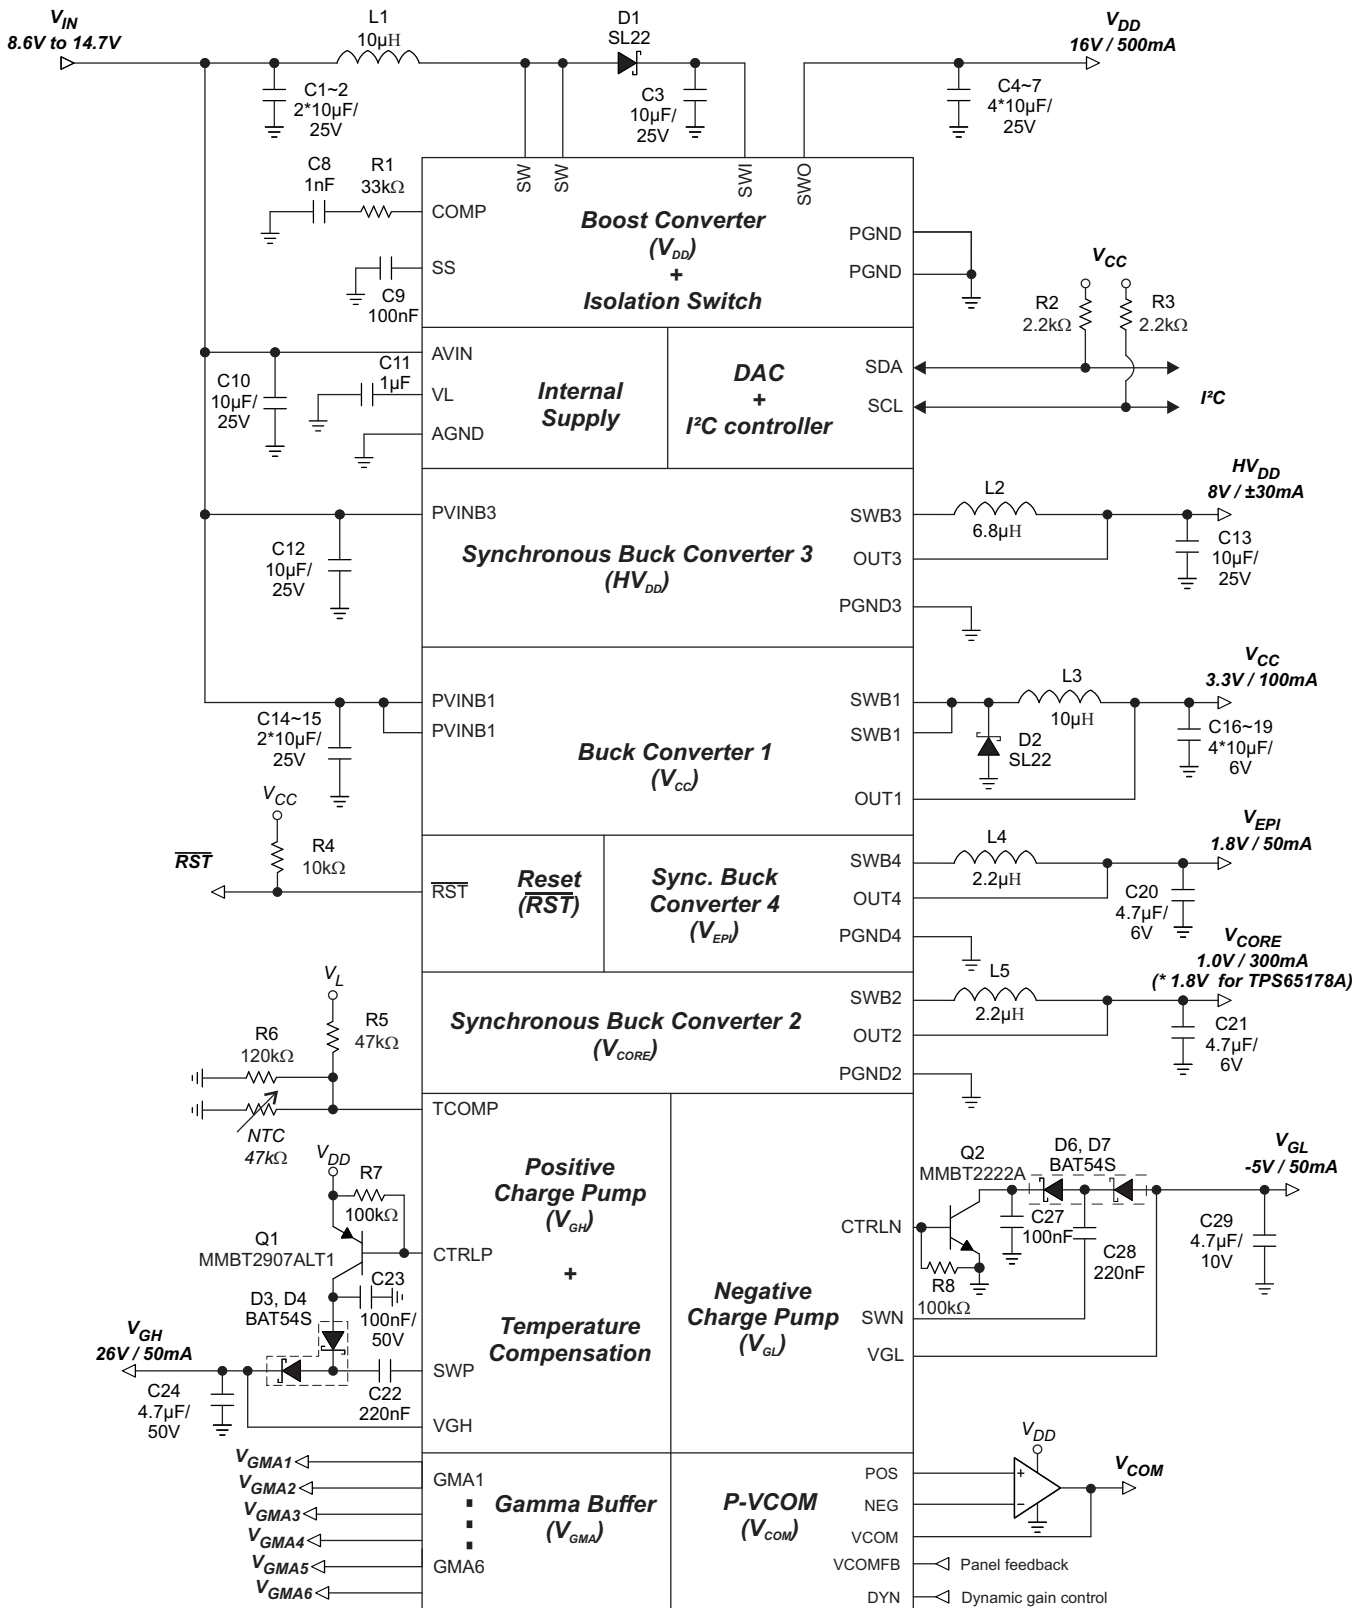 V_IN
8.6V to 14.7V
L1
10µH
D1
SL22
V_DD
16V / 500mA
C1~2
2*10µF/
25V
C3
10µF/
25V
C4~7
4*10µF/
25V
SW
SW
SWI
SWO
C8
1nF
R1
33kΩ
COMP
SS
C9
100nF
Boost Converter
(V_DD)
+
Isolation Switch
PGND
PGND
V_CC
R2
2.2kΩ
R3
2.2kΩ
AVIN
C10
10µF/
25V
C11
1µF
VL
AGND
Internal
Supply
DAC
+
I²C controller
SDA
SCL
I²C
PVINB3
C12
10µF/
25V
Synchronous Buck Converter 3
(HV_DD)
SWB3
OUT3
PGND3
L2
6.8µH
HV_DD
8V / ±30mA
C13
10µF/
25V
PVINB1
PVINB1
C14~15
2*10µF/
25V
Buck Converter 1
(V_CC)
SWB1
SWB1
OUT1
L3
10µH
D2
SL22
V_CC
3.3V / 100mA
C16~19
4*10µF/
6V
V_CC
R4
10kΩ
RST
RST
Reset
(RST)
Sync. Buck
Converter 4
(V_EPI)
SWB4
OUT4
PGND4
L4
2.2µH
V_EPI
1.8V / 50mA
C20
4.7µF/
6V
V_CORE
1.0V / 300mA
(* 1.8V for TPS65178A)
L5
2.2µH
SWB2
OUT2
PGND2
C21
4.7µF/
6V
Synchronous Buck Converter 2
(V_CORE)
V_L
R5
47kΩ
R6
120kΩ
NTC
47kΩ
TCOMP
V_DD
R7
100kΩ
Q1
MMBT2907ALT1
CTRLP
C23
100nF/
50V
D3, D4
BAT54S
V_GH
26V / 50mA
C24
4.7µF/
50V
C22
220nF
SWP
VGH
Positive
Charge Pump
(V_GH)
+
Temperature
Compensation
Negative
Charge Pump
(V_GL)
CTRLN
SWN
VGL
Q2
MMBT2222A
D6, D7
BAT54S
C27
100nF
C28
220nF
R8
100kΩ
V_GL
-5V / 50mA
C29
4.7µF/
10V
V_GMA1
V_GMA2
V_GMA3
V_GMA4
V_GMA5
V_GMA6
GMA1
GMA6
Gamma Buffer
(V_GMA)
P-VCOM
(V_COM)
POS
NEG
VCOM
VCOMFB
DYN
V_DD
+
−
V_COM
Panel feedback
Dynamic gain control